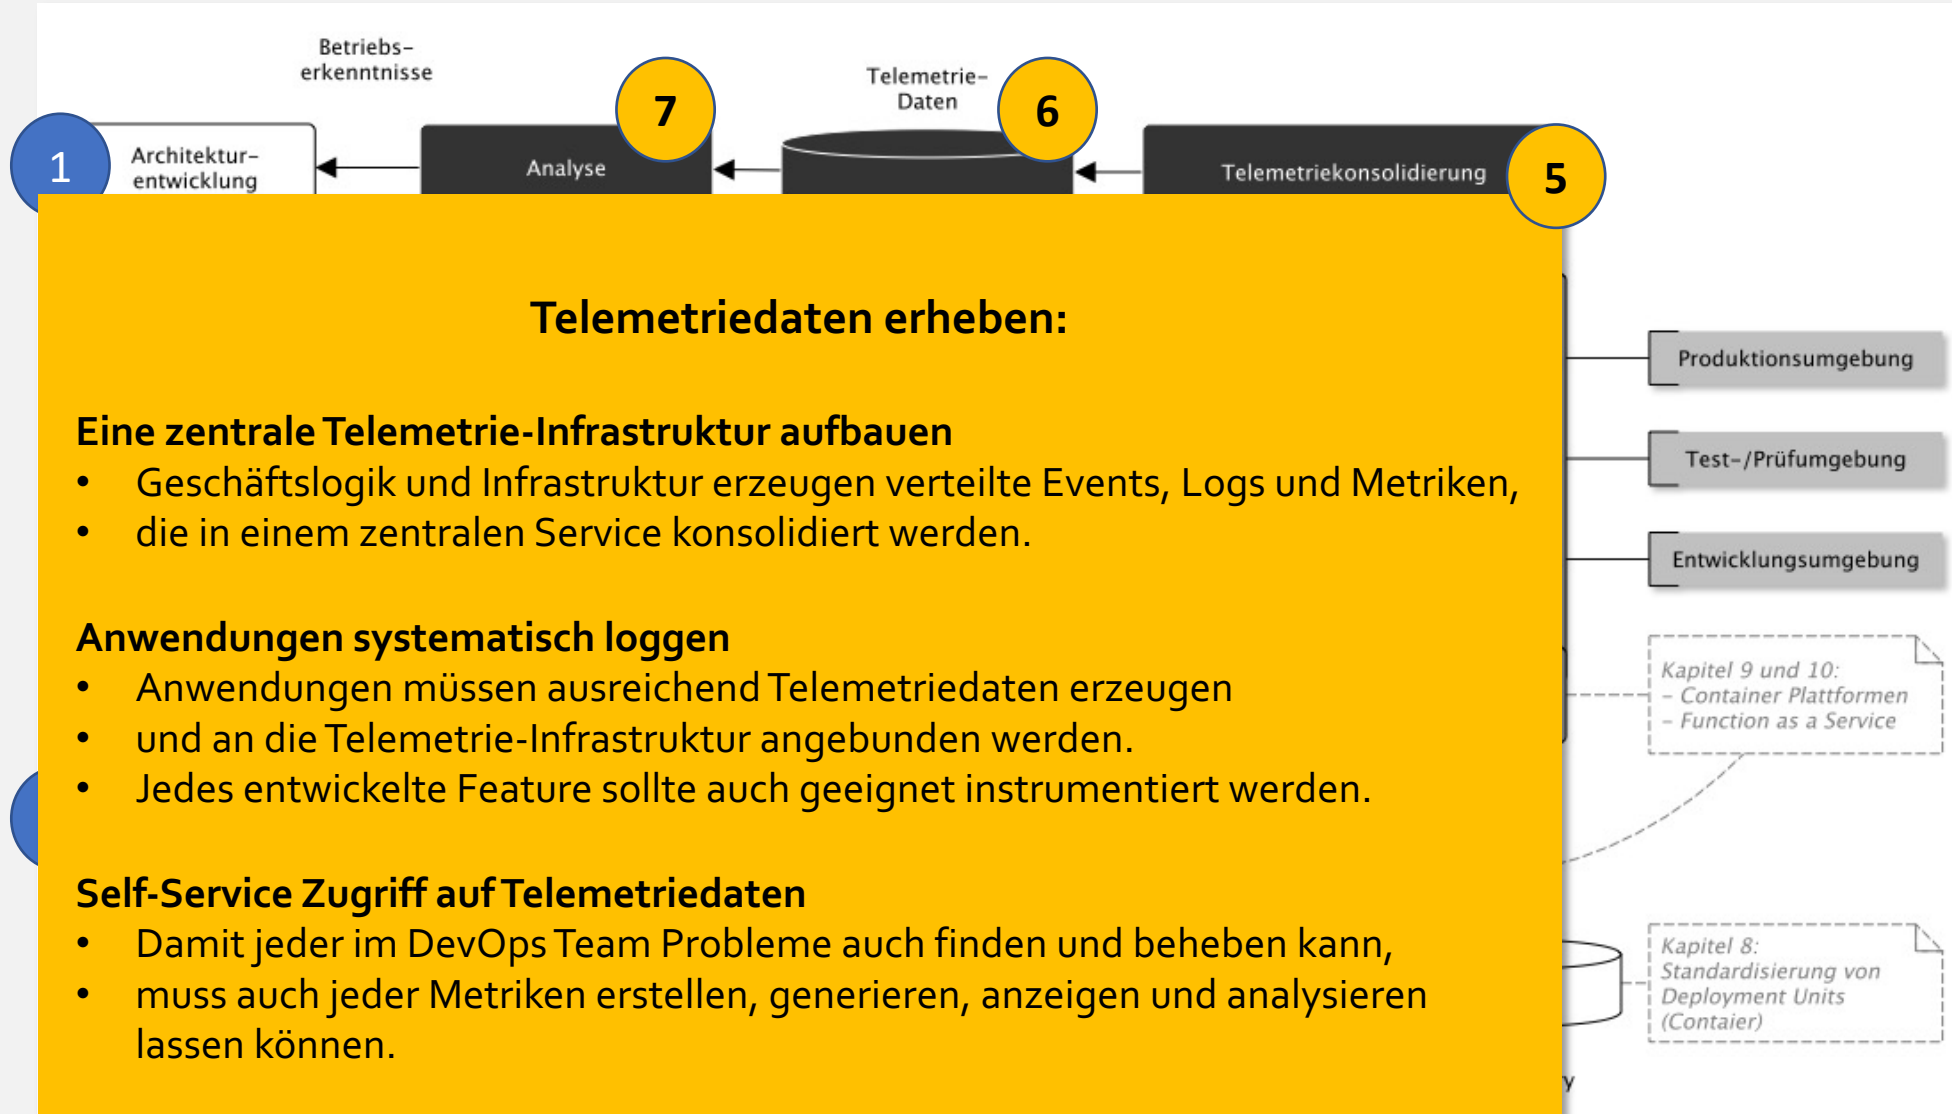 Betriebs-
erkenntnisse
7
Telemetrie-
Daten
6
1
Architektur-
entwicklung
Analyse
Telemetriekonsolidierung
5
Telemetriedaten erheben:
Eine zentrale Telemetrie-Infrastruktur aufbauen
• Geschäftslogik und Infrastruktur erzeugen verteilte Events, Logs und Metriken,
• die in einem zentralen Service konsolidiert werden.
Anwendungen systematisch loggen
• Anwendungen müssen ausreichend Telemetriedaten erzeugen
• und an die Telemetrie-Infrastruktur angebunden werden.
• Jedes entwickelte Feature sollte auch geeignet instrumentiert werden.
Self-Service Zugriff auf Telemetriedaten
• Damit jeder im DevOps Team Probleme auch finden und beheben kann,
• muss auch jeder Metriken erstellen, generieren, anzeigen und analysieren
lassen können.
Produktionsumgebung
Test-/Prüfumgebung
Entwicklungsumgebung
Kapitel 9 und 10:
- Container Plattformen
- Function as a Service
Kapitel 8:
Standardisierung von
Deployment Units
(Contaier)
y